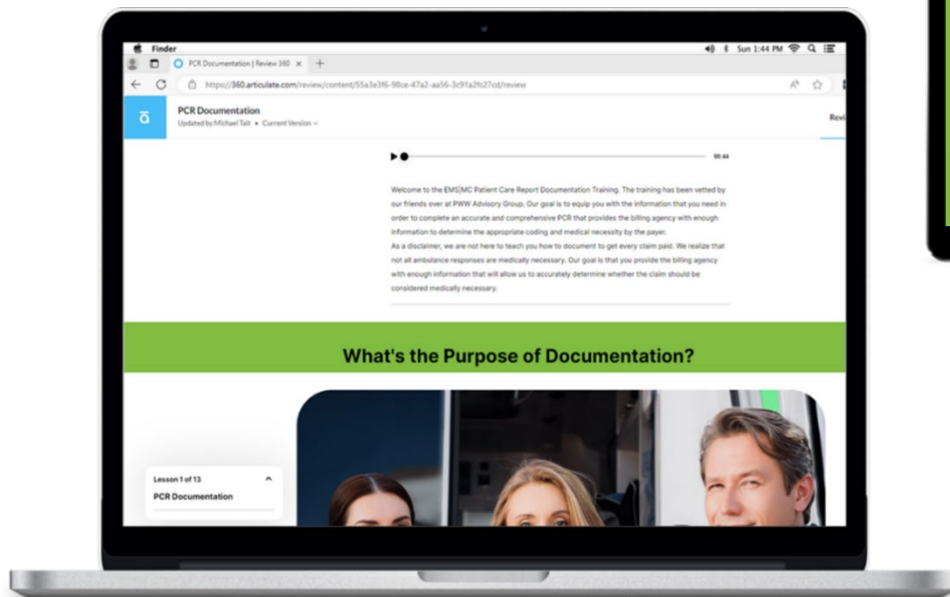 Finder
Sun 1:44 PM
PCR Documentation | Review 360
https://360.articulate.com/review/content/55a3e3f6-98ce-47a2-aa56-3c91a2fc27cd/review
PCR Documentation
Updated by Michael Tait • Current Version
Revi
00:44
Welcome to the EMS|MC Patient Care Report Documentation Training. The training has been vetted by
our friends over at PWW Advisory Group. Our goal is to equip you with the information that you need in
order to complete an accurate and comprehensive PCR that provides the billing agency with enough
information to determine the appropriate coding and medical necessity by the payer.
As a disclaimer, we are not here to teach you how to document to get every claim paid. We realize that
not all ambulance responses are medically necessary. Our goal is that you provide the billing agency
with enough information that will allow us to accurately determine whether the claim should be
considered medically necessary.
What's the Purpose of Documentation?
Lesson 1 of 13
PCR Documentation